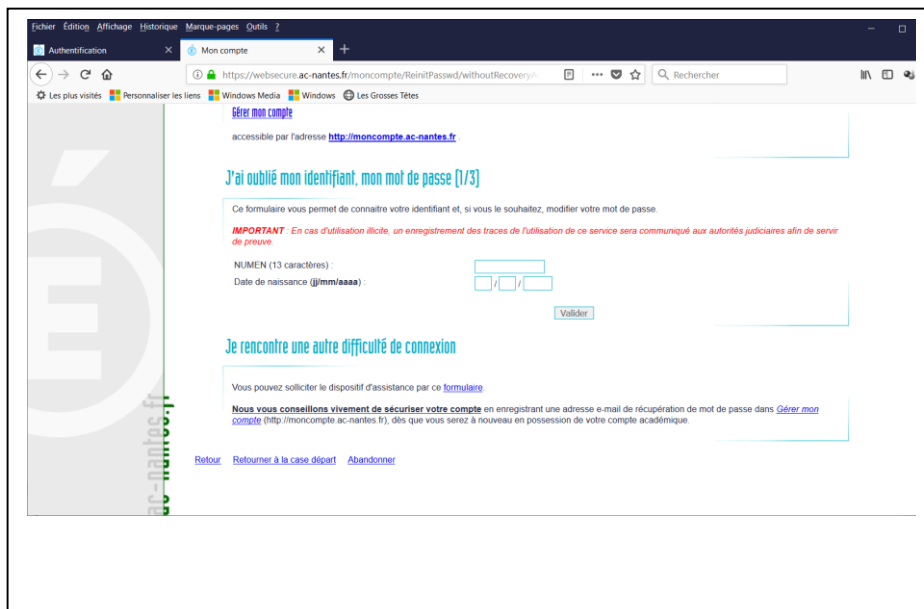 Fichier Édition Affichage Historique Marque-pages Outils ?
Authentification Mon compte
https://websecure.ac-nantes.fr/moncompte/ReinitPasswd/withoutRecovery Rechercher
Les plus visités Personnaliser les liens Windows Media Windows Les Grosses Têtes
Gérer mon compte
accessible par l'adresse http://moncompte.ac-nantes.fr .
J'ai oublié mon identifiant, mon mot de passe (1/3)
Ce formulaire vous permet de connaitre votre identifiant et, si vous le souhaitez, modifier votre mot de passe.
IMPORTANT : En cas d'utilisation illicite, un enregistrement des traces de l'utilisation de ce service sera communiqué aux autorités judiciaires afin de servir
de preuve.
NUMEN (13 caractères) :
Date de naissance (jj/mm/aaaa) : / /
Valider
Je rencontre une autre difficulté de connexion
Vous pouvez solliciter le dispositif d'assistance par ce formulaire.
Nous vous conseillons vivement de sécuriser votre compte en enregistrant une adresse e-mail de récupération de mot de passe dans Gérer mon
compte (http://moncompte.ac-nantes.fr), dès que vous serez à nouveau en possession de votre compte académique.
Retour Retourner à la case départ Abandonner
ac-nantes.fr